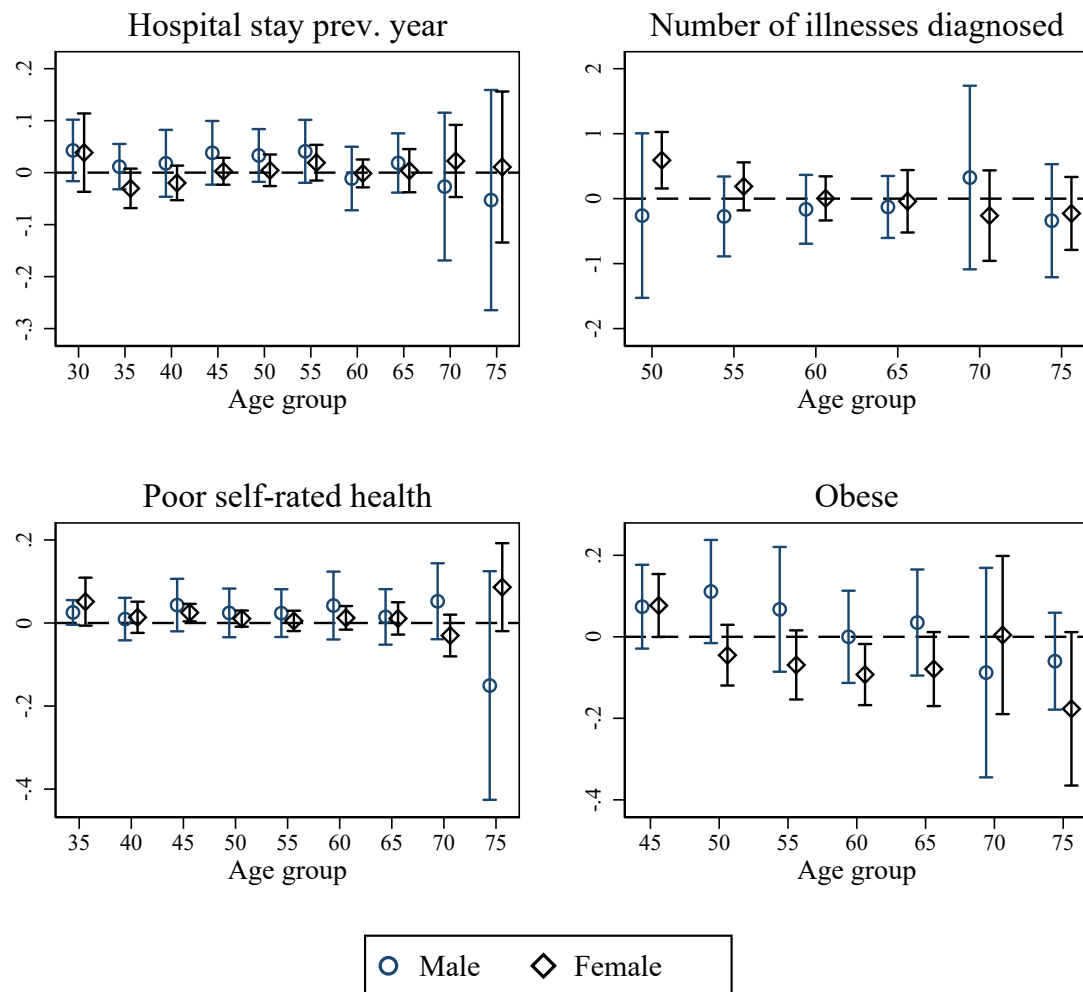 Hospital stay prev. year
.2
.1
0
-.1
-.2
-.3
30 35 40 45 50 55 60 65 70 75
Age group
Number of illnesses diagnosed
2
1
0
-1
-2
50 55 60 65 70 75
Age group
Poor self-rated health
.2
0
-.2
-.4
35 40 45 50 55 60 65 70 75
Age group
Obese
.2
0
-.2
-.4
45 50 55 60 65 70 75
Age group
Male Female